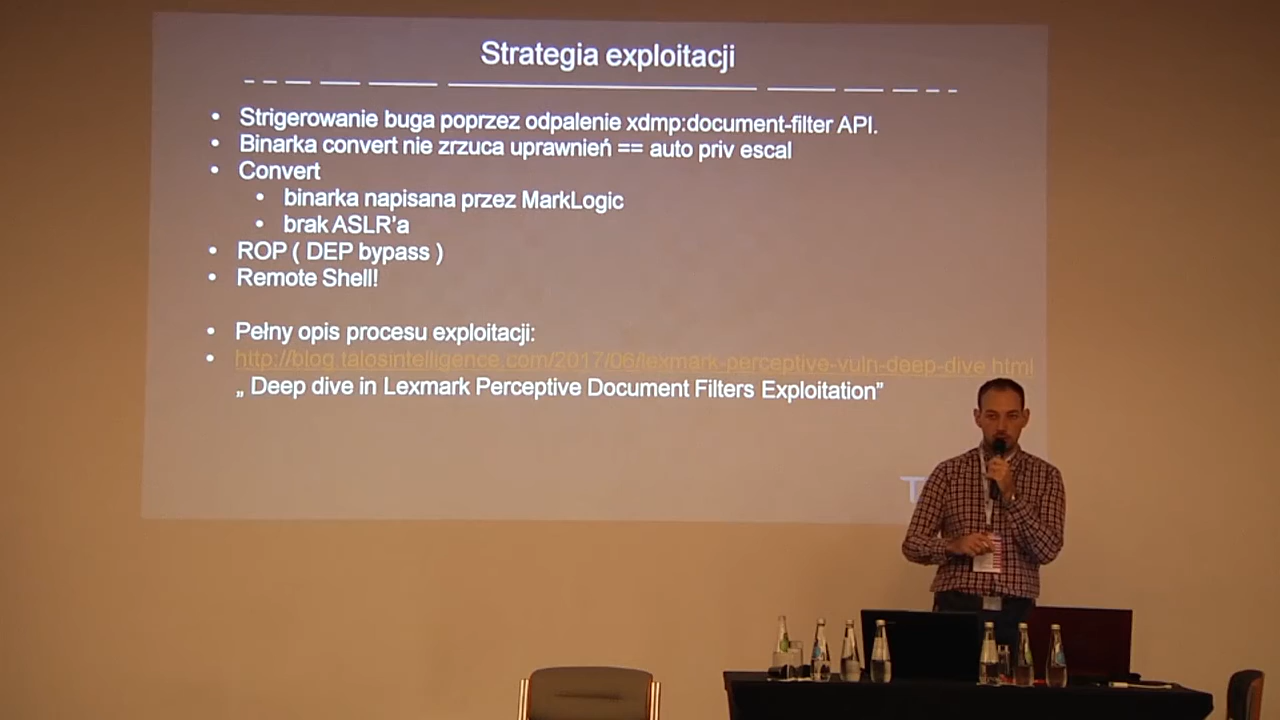 Strategia exploitacji
• Strigerowanie buga poprzez odpalenie xdmp:document-filter API.
• Binarka convert nie zrzuca uprawnień == auto priv escal
• Convert
• binarka napisana przez MarkLogic
• brak ASLR’a
• ROP ( DEP bypass )
• Remote Shell!
• Pełny opis procesu exploitacji:
• http://blog.talosintelligence.com/2017/06/lexmark-perceptive-vuln-deep-dive.html
„ Deep dive in Lexmark Perceptive Document Filters Exploitation”